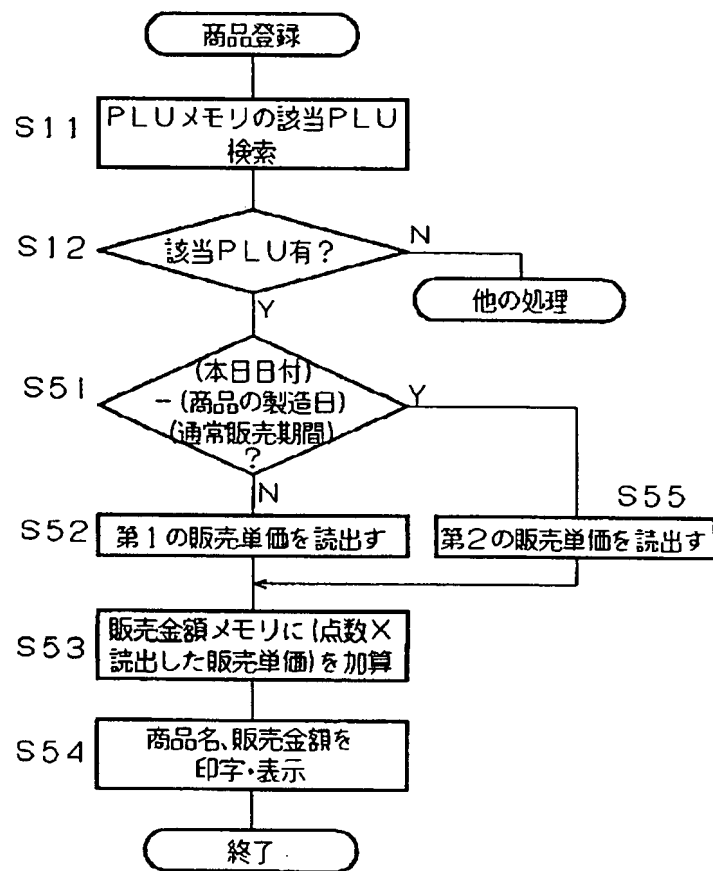 商品登録
S11
PLUメモリの該当PLU
検索
S12
該当PLU有?
N
他の処理
Y
S51
(本日日付)
-(商品の製造日)
(通常販売期間)
?
Y
N
S52
第1の販売単価を読出す
S55
第2の販売単価を読出す
S53
販売金額メモリに(点数×
読出した販売単価)を加算
S54
商品名、販売金額を
印字・表示
終了